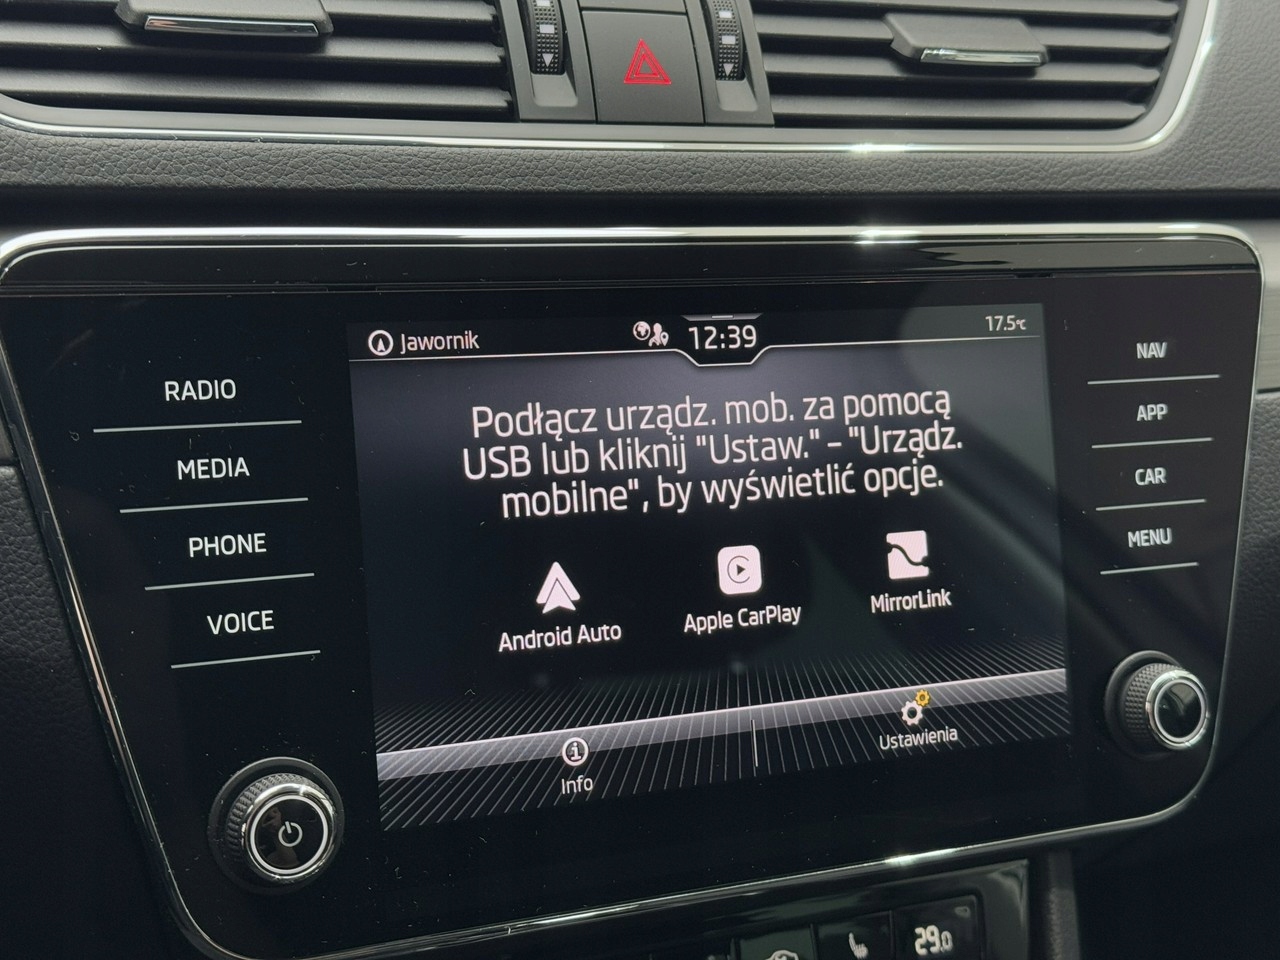 Jawornik
12:39
17.5°C
RADIO
MEDIA
PHONE
VOICE
NAV
APP
CAR
MENU
Podłącz urządz. mob. za pomocą
USB lub kliknij "Ustaw." – "Urządz.
mobilne", by wyświetlić opcje.
Android Auto
Apple CarPlay
MirrorLink
Info
Ustawienia
29.0